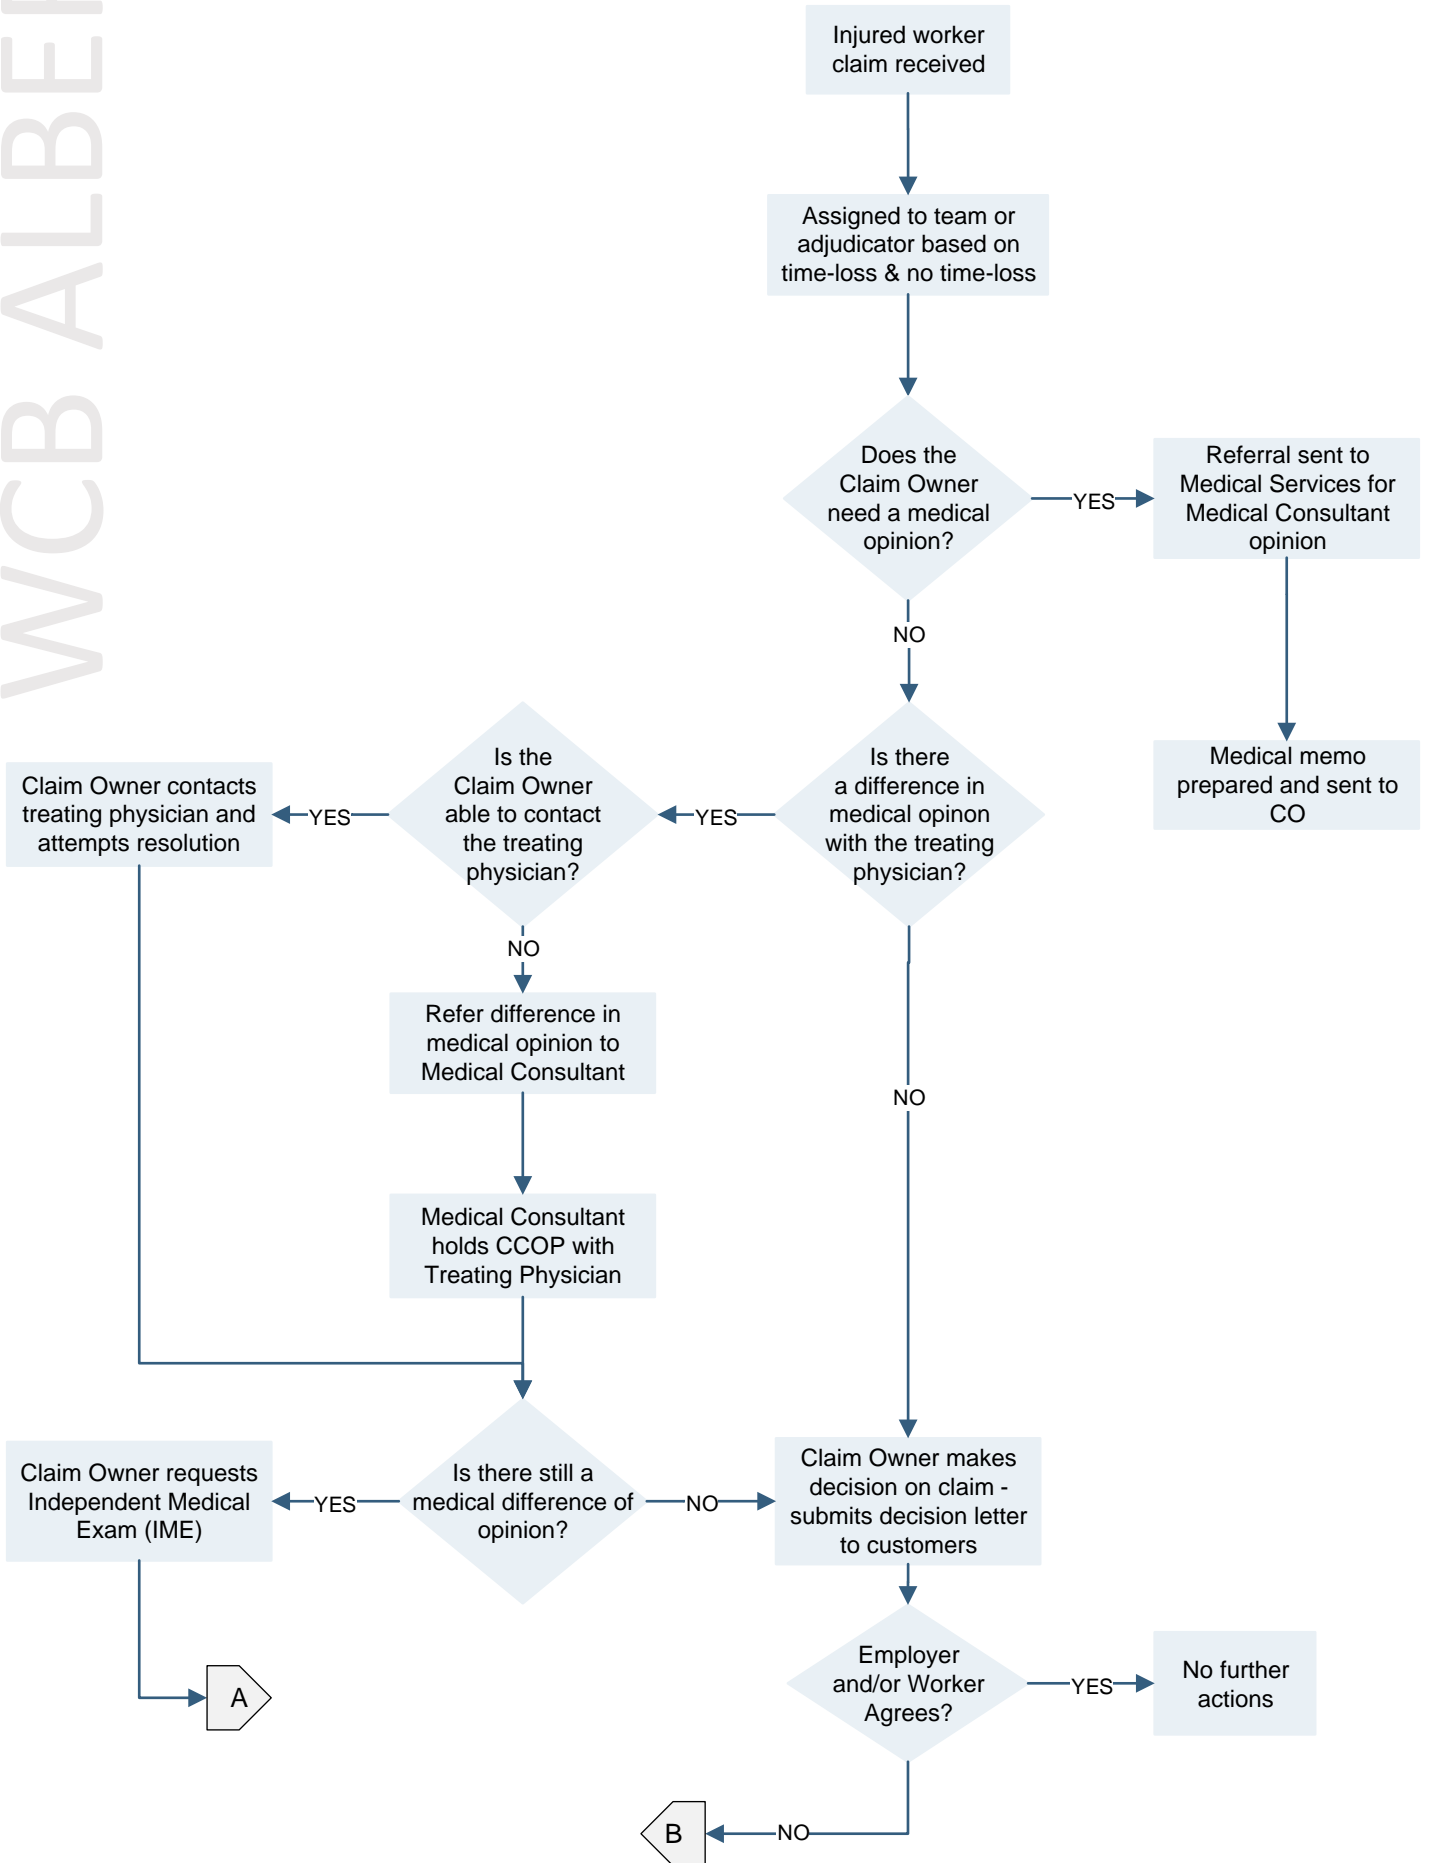 WCB ALBE
Injured worker
claim received
Assigned to team or
adjudicator based on
time-loss & no time-loss
Does the
Claim Owner
need a medical
opinion?
YES
Referral sent to
Medical Services for
Medical Consultant
opinion
NO
Medical memo
prepared and sent to
CO
Is there
a difference in
medical opinon
with the treating
physician?
YES
Is the
Claim Owner
able to contact
the treating
physician?
YES
Claim Owner contacts
treating physician and
attempts resolution
NO
Refer difference in
medical opinion to
Medical Consultant
NO
Medical Consultant
holds CCOP with
Treating Physician
Is there still a
medical difference of
opinion?
YES
Claim Owner requests
Independent Medical
Exam (IME)
NO
Claim Owner makes
decision on claim -
submits decision letter
to customers
A
Employer
and/or Worker
Agrees?
YES
No further
actions
NO
B